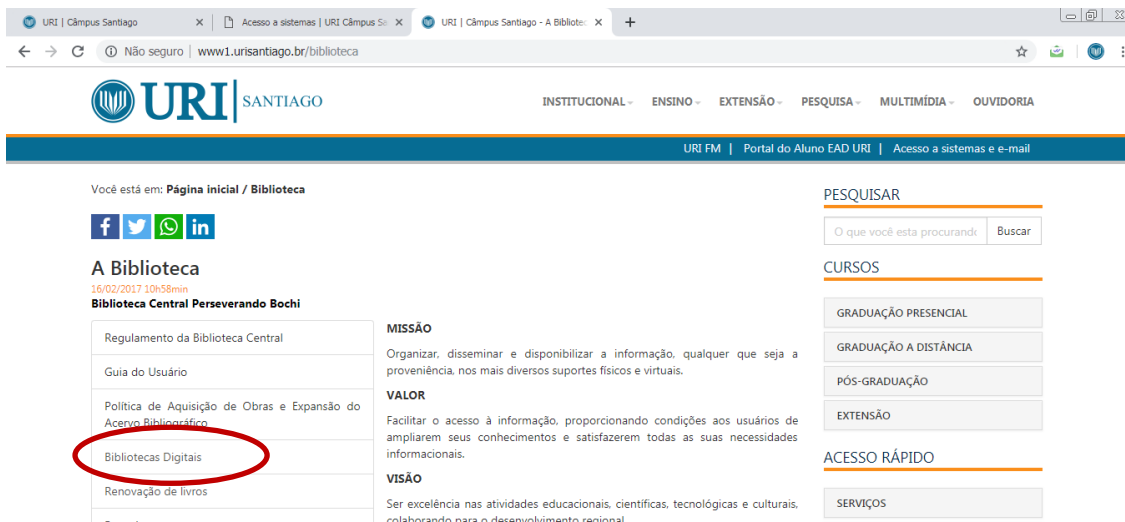 URI | Câmpus Santiago
Acesso a sistemas | URI Câmpus Sa
URI | Câmpus Santiago - A Bibliotec
Não seguro | www1.urisantiago.br/biblioteca
URI SANTIAGO
INSTITUCIONAL ENSINO EXTENSÃO PESQUISA MULTIMÍDIA OUVIDORIA
URI FM | Portal do Aluno EAD URI | Acesso a sistemas e e-mail
Você está em: Página inicial / Biblioteca
A Biblioteca
16/02/2017 10h58min
Biblioteca Central Perseverando Bochi
Regulamento da Biblioteca Central
Guia do Usuário
Política de Aquisição de Obras e Expansão do
Acervo Bibliográfico
Bibliotecas Digitais
Renovação de livros
MISSÃO
Organizar, disseminar e disponibilizar a informação, qualquer que seja a
proveniência, nos mais diversos suportes físicos e virtuais.
VALOR
Facilitar o acesso à informação, proporcionando condições aos usuários de
ampliarem seus conhecimentos e satisfazerem todas as suas necessidades
informacionais.
VISÃO
Ser excelência nas atividades educacionais, científicas, tecnológicas e culturais,
colaborando para o desenvolvimento regional.
PESQUISAR
O que você esta procurando Buscar
CURSOS
GRADUAÇÃO PRESENCIAL
GRADUAÇÃO A DISTÂNCIA
PÓS-GRADUAÇÃO
EXTENSÃO
ACESSO RÁPIDO
SERVIÇOS